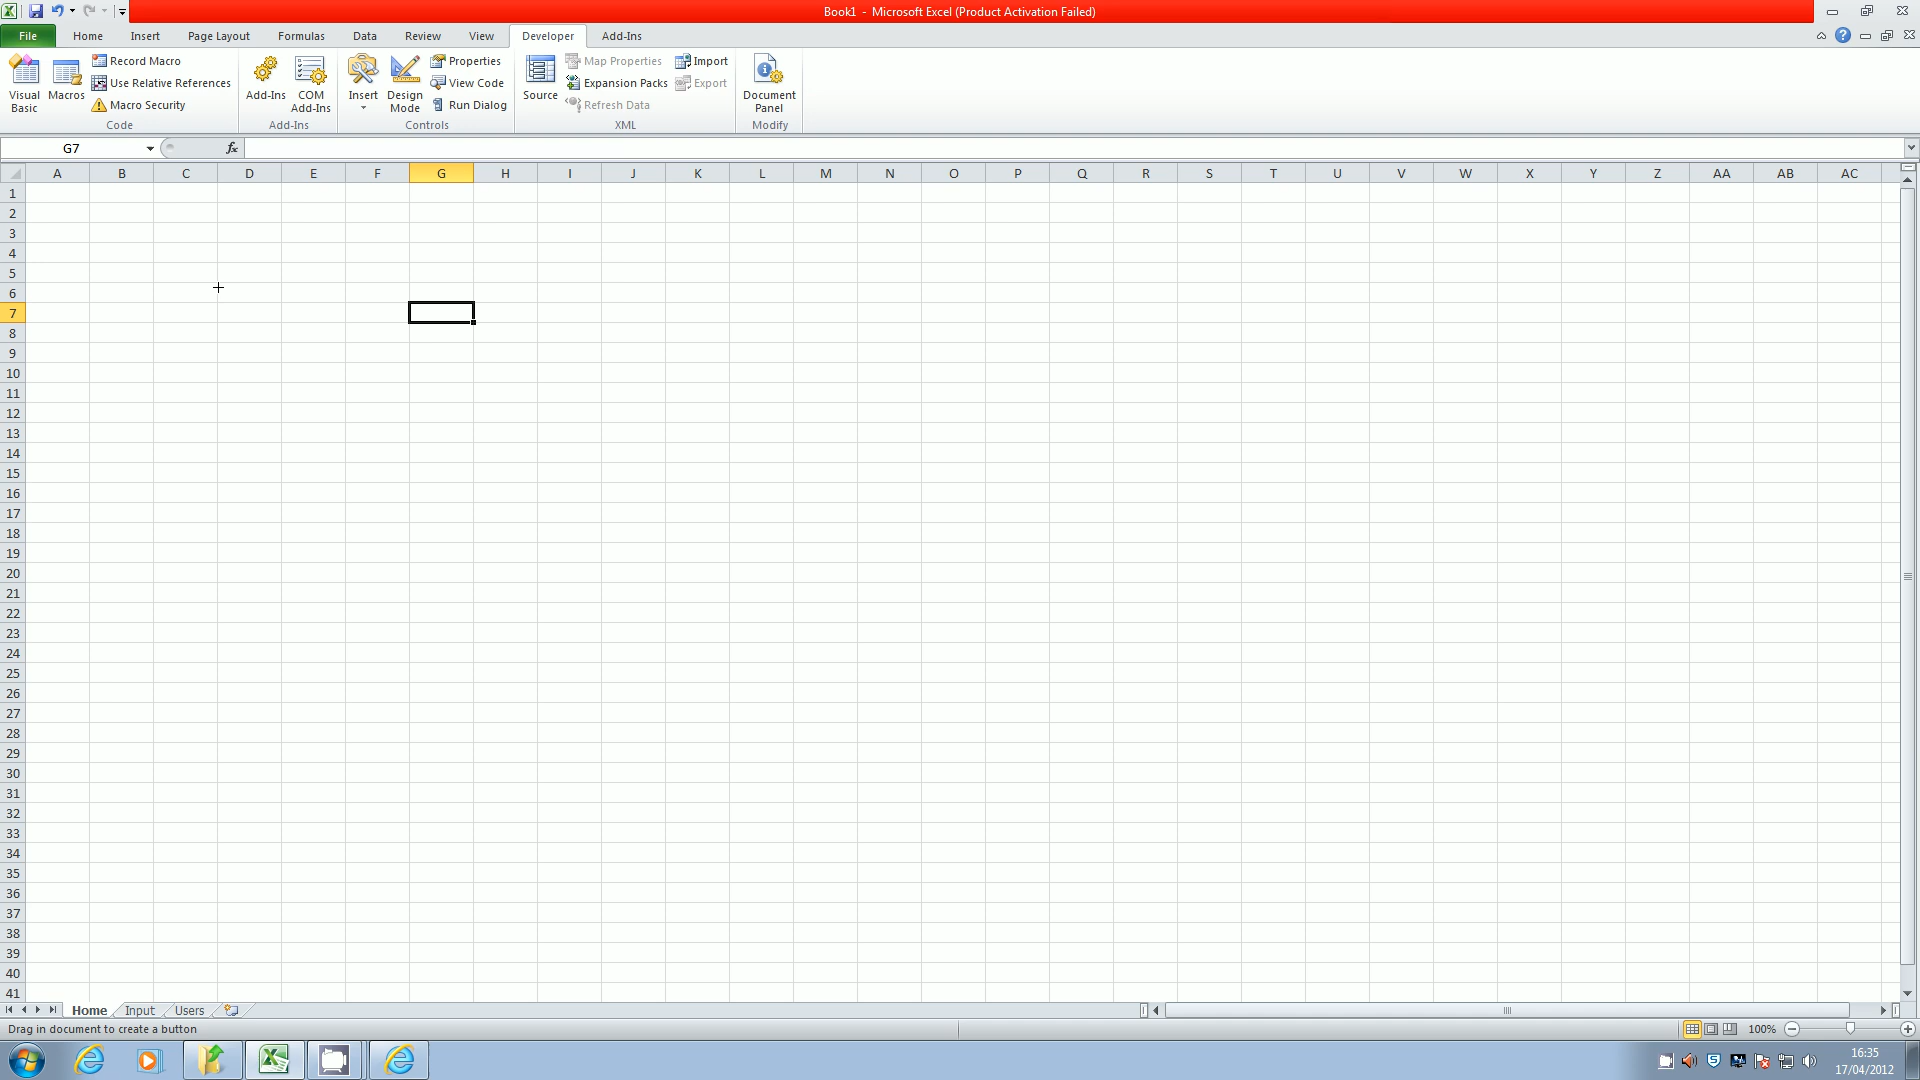 Book1 - Microsoft Excel (Product Activation Failed)
File Home Insert Page Layout Formulas Data Review View Developer Add-Ins
Visual Basic
Macros
Record Macro
Use Relative References
Macro Security
Code
Add-Ins
COM Add-Ins
Add-Ins
Insert
Design Mode
Properties
View Code
Run Dialog
Controls
Source
Map Properties
Expansion Packs
Refresh Data
Import
Export
XML
Document Panel
Modify
G7 fx
A B C D E F G H I J K L M N O P Q R S T U V W X Y Z AA AB AC
1
2
3
4
5
6
7
8
9
10
11
12
13
14
15
16
17
18
19
20
21
22
23
24
25
26
27
28
29
30
31
32
33
34
35
36
37
38
39
40
41
Home Input Users
Drag in document to create a button
100%
16:35
17/04/2012